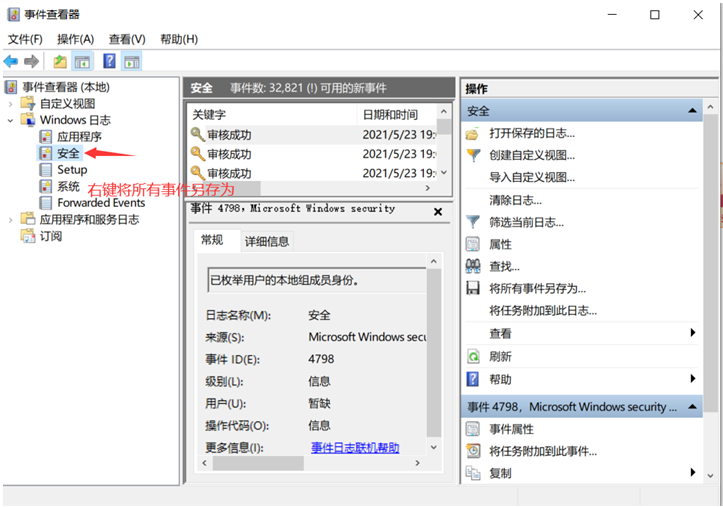 事件查看器
文件(F) 操作(A) 查看(V) 帮助(H)
事件查看器 (本地)
自定义视图
Windows 日志
应用程序
安全
Setup
系统
右键将所有事件另存为
Forwarded Events
应用程序和服务日志
订阅
安全 事件数: 32,821 (!) 可用的新事件
关键字 日期和时间
审核成功 2021/5/23 19:
审核成功 2021/5/23 19:
审核成功 2021/5/23 19:
事件 4798，Microsoft Windows security
常规 详细信息
已枚举用户的本地组成员身份。
日志名称(M): 安全
来源(S): Microsoft Windows secu
事件 ID(E): 4798
级别(L): 信息
用户(U): 暂缺
操作代码(O): 信息
更多信息(I): 事件日志联机帮助
操作
安全
打开保存的日志...
创建自定义视图...
导入自定义视图...
清除日志...
筛选当前日志...
属性
查找...
将所有事件另存为...
将任务附加到此日志...
查看
刷新
帮助
事件 4798，Microsoft Windows security ...
事件属性
将任务附加到此事件...
复制